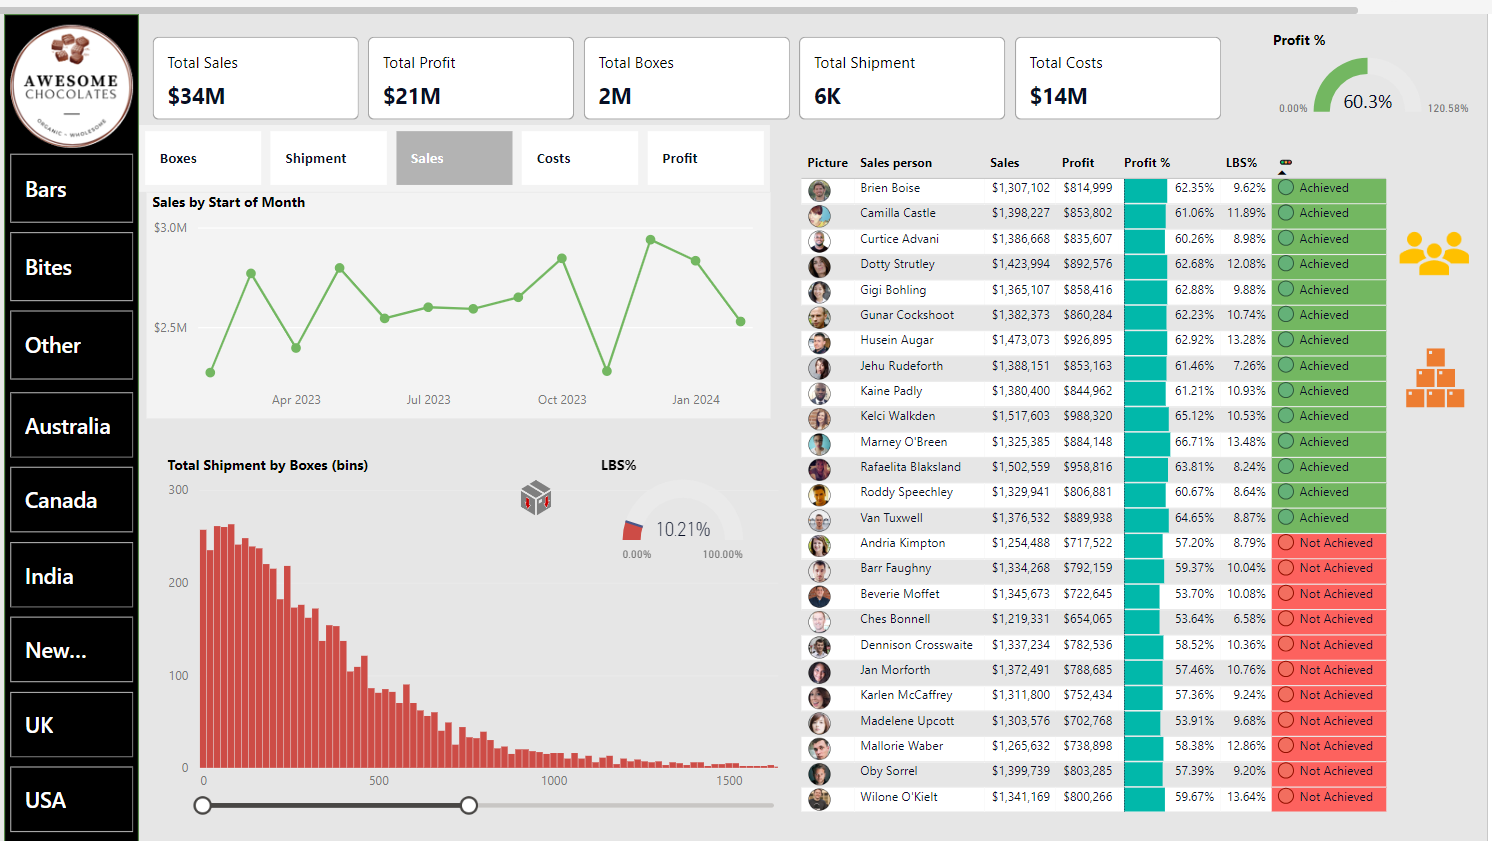 AWESOME
CHOCOLATES
ORGANIC - WHOLESOME
Bars
Bites
Other
Australia
Canada
India
New...
UK
USA
Total Sales
$34M
Total Profit
$21M
Total Boxes
2M
Total Shipment
6K
Total Costs
$14M
Profit %
60.3%
0.00%
120.58%
Boxes
Shipment
Sales
Costs
Profit
Sales by Start of Month
$3.0M
$2.5M
Apr 2023
Jul 2023
Oct 2023
Jan 2024
Total Shipment by Boxes (bins)
300
200
100
0
0
500
1000
1500
LBS%
10.21%
0.00%
100.00%
Picture Sales person Sales Profit Profit % LBS%
Brien Boise $1,307,102 $814,999 62.35% 9.62% Achieved
Camilla Castle $1,398,227 $853,802 61.06% 11.89% Achieved
Curtice Advani $1,386,668 $835,607 60.26% 8.98% Achieved
Dotty Strutley $1,423,994 $892,576 62.68% 12.08% Achieved
Gigi Bohling $1,365,107 $858,416 62.88% 9.88% Achieved
Gunar Cockshoot $1,382,373 $860,284 62.23% 10.74% Achieved
Husein Augar $1,473,073 $926,895 62.92% 13.28% Achieved
Jehu Rudeforth $1,388,151 $853,163 61.46% 7.26% Achieved
Kaine Padly $1,380,400 $844,962 61.21% 10.93% Achieved
Kelci Walkden $1,517,603 $988,320 65.12% 10.53% Achieved
Marney O'Breen $1,325,385 $884,148 66.71% 13.48% Achieved
Rafaelita Blaksland $1,502,559 $958,816 63.81% 8.24% Achieved
Roddy Speechley $1,329,941 $806,881 60.67% 8.64% Achieved
Van Tuxwell $1,376,532 $889,938 64.65% 8.87% Achieved
Andria Kimpton $1,254,488 $717,522 57.20% 8.79% Not Achieved
Barr Faughny $1,334,268 $792,159 59.37% 10.04% Not Achieved
Beverie Moffet $1,345,673 $722,645 53.70% 10.08% Not Achieved
Ches Bonnell $1,219,331 $654,065 53.64% 6.58% Not Achieved
Dennison Crosswaite $1,337,234 $782,536 58.52% 10.36% Not Achieved
Jan Morforth $1,372,491 $788,685 57.46% 10.76% Not Achieved
Karlen McCaffrey $1,311,800 $752,434 57.36% 9.24% Not Achieved
Madelene Upcott $1,303,576 $702,768 53.91% 9.68% Not Achieved
Mallorie Waber $1,265,632 $738,898 58.38% 12.86% Not Achieved
Oby Sorrel $1,399,739 $803,285 57.39% 9.20% Not Achieved
Wilone O'Kielt $1,341,169 $800,266 59.67% 13.64% Not Achieved